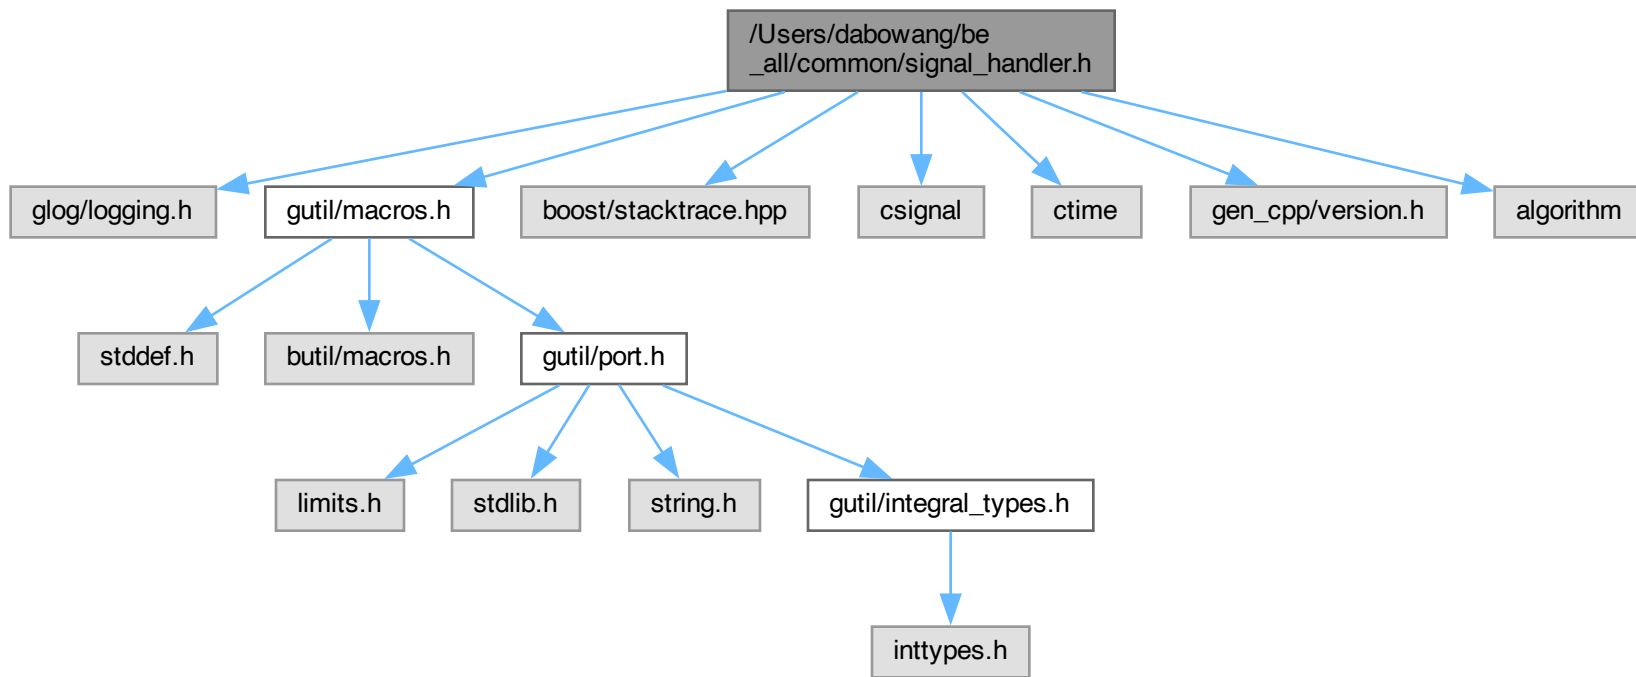 /Users/dabowang/be
_all/common/signal_handler.h
glog/logging.h
gutil/macros.h
boost/stacktrace.hpp
csignal
ctime
gen_cpp/version.h
algorithm
stddef.h
butil/macros.h
gutil/port.h
limits.h
stdlib.h
string.h
gutil/integral_types.h
inttypes.h